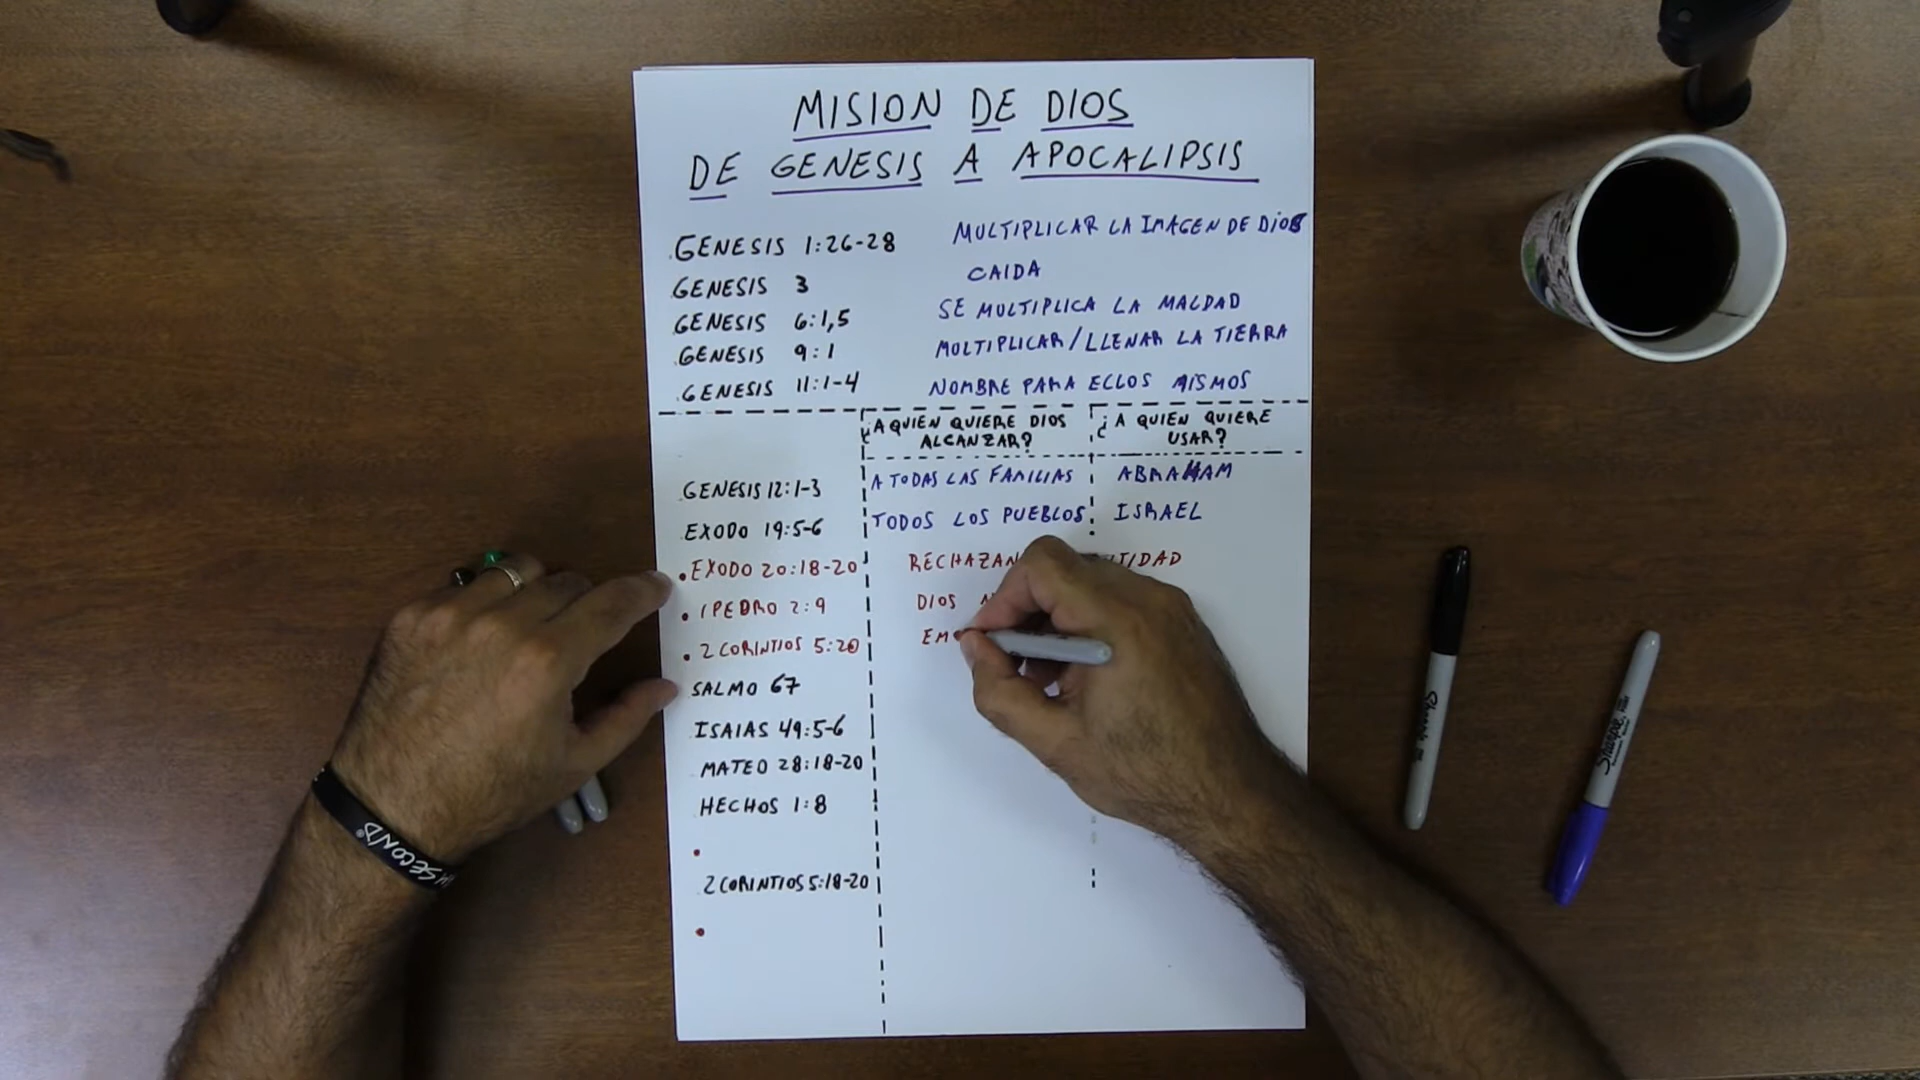 MISION DE DIOS
DE GENESIS A APOCALIPSIS
GENESIS 1:26-28 MULTIPLICAR LA IMAGEN DE DIOS
GENESIS 3 CAIDA
GENESIS 6:1,5 SE MULTIPLICA LA MALDAD
GENESIS 9:1 MULTIPLICAR/LLENAR LA TIERRA
GENESIS 11:1-4 NOMBRE PARA ELLOS MISMOS
¿A QUIEN QUIERE DIOS
ALCANZAR?
¿A QUIEN QUIERE
USAR?
GENESIS 12:1-3 A TODAS LAS FAMILIAS ABRAHAM
EXODO 19:5-6 TODOS LOS PUEBLOS ISRAEL
EXODO 20:18-20
1 PEDRO 2:9 DIOS
2 CORINTIOS 5:20
SALMO 67
ISAIAS 49:5-6
MATEO 28:18-20
HECHOS 1:8
2 CORINTIOS 5:18-20
SECOND
Sharpie
Sharpie